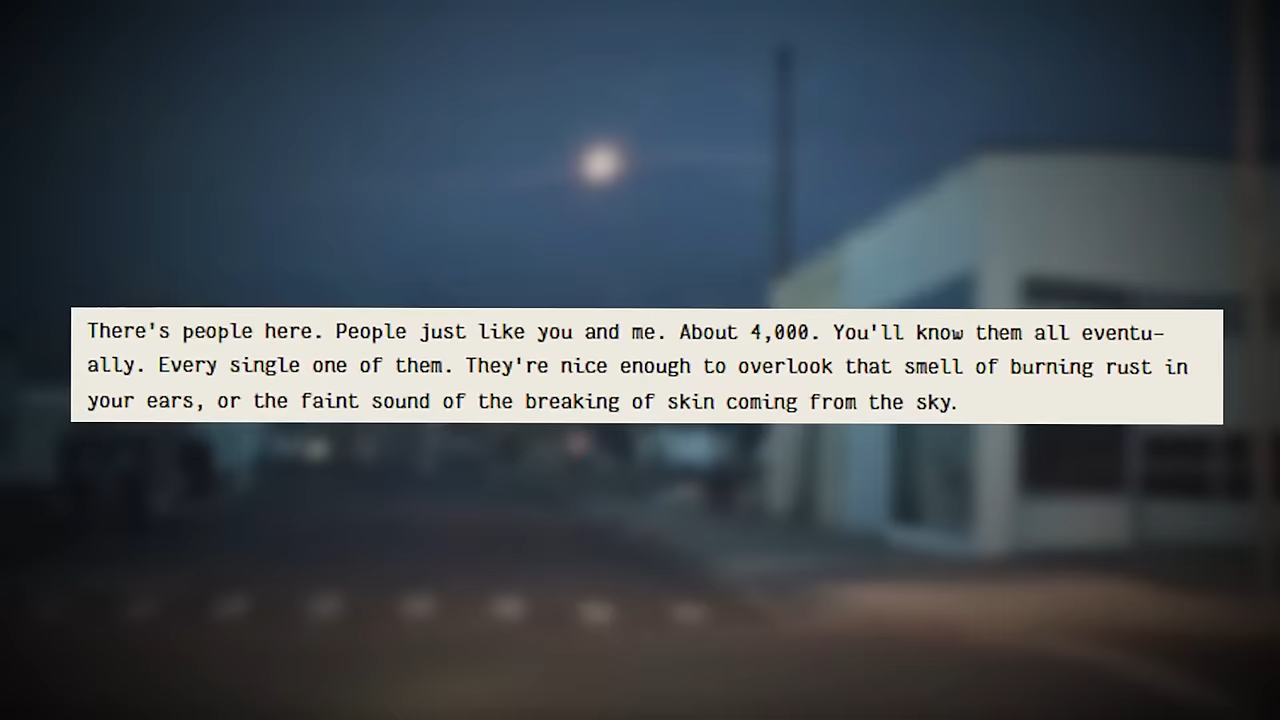 There's people here. People just like you and me. About 4,000. You'll know them all eventu-
ally. Every single one of them. They're nice enough to overlook that smell of burning rust in
your ears, or the faint sound of the breaking of skin coming from the sky.